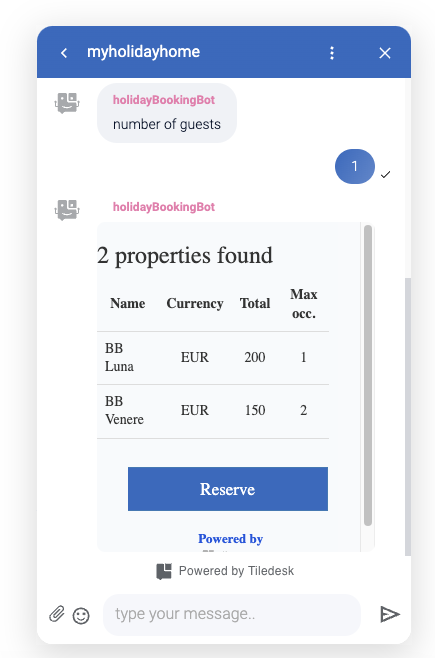 myholidayhome
holidayBookingBot
number of guests
1
holidayBookingBot
2 properties found
Name Currency Total Max occ.
BB Luna EUR 200 1
BB Venere EUR 150 2
Reserve
Powered by
Powered by Tiledesk
type your message..